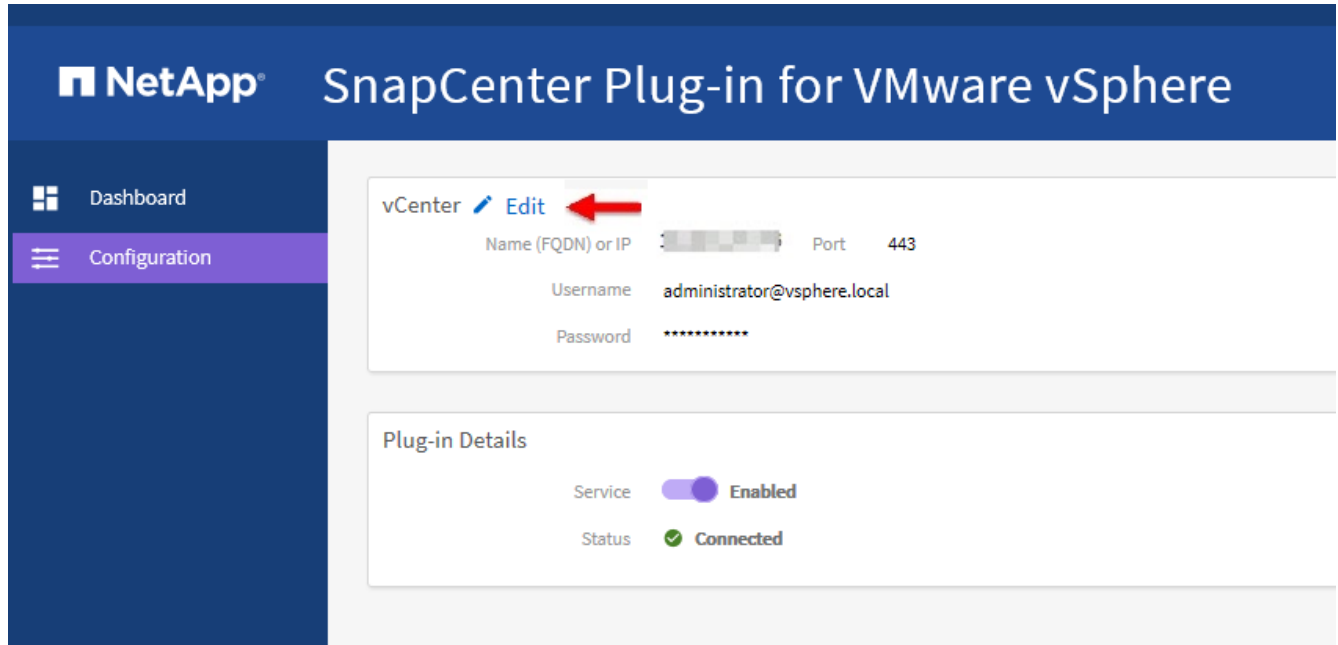 NetApp SnapCenter Plug-in for VMware vSphere
Dashboard
Configuration
vCenter Edit
Name (FQDN) or IP Port 443
Username administrator@vsphere.local
Password ***********
Plug-in Details
Service Enabled
Status Connected